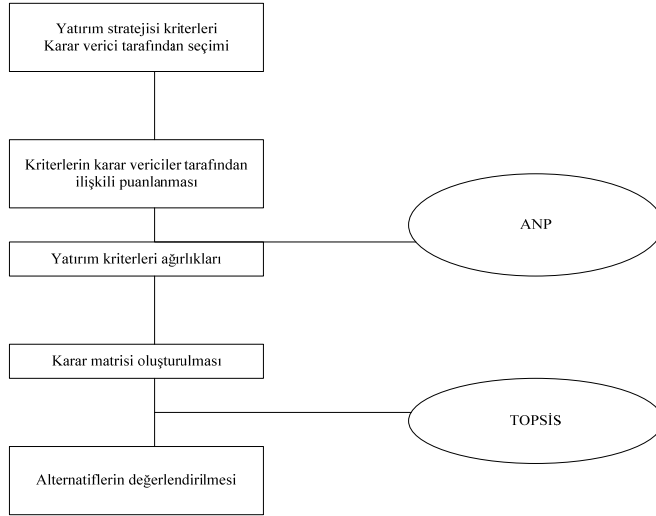 Yatırım stratejisi kriterleri
Karar verici tarafından seçimi
Kriterlerin karar vericiler tarafından
ilişkili puanlanması
ANP
Yatırım kriterleri ağırlıkları
Karar matrisi oluşturulması
TOPSİS
Alternatiflerin değerlendirilmesi